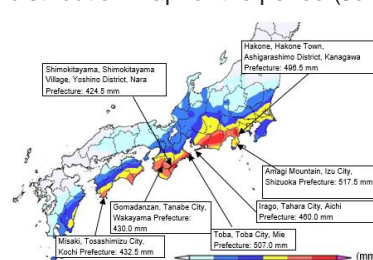 Hakone, Hakone Town,
Ashigarashimo District, Kanagawa
Prefecture: 496.5 mm
Shimokitayama, Shimokitayama
Village, Yoshino District, Nara
Prefecture: 424.5 mm
Amagi Mountain, Izu City,
Shizuoka Prefecture: 517.5 mm
Gomadanzan, Tanabe City,
Wakayama Prefecture:
430.0 mm
Irago, Tahara City, Aichi
Prefecture: 460.0 mm
Toba, Toba City, Mie
Prefecture: 507.0 mm
Misaki, Tosashimizu City,
Kochi Prefecture: 432.5 mm
(mm